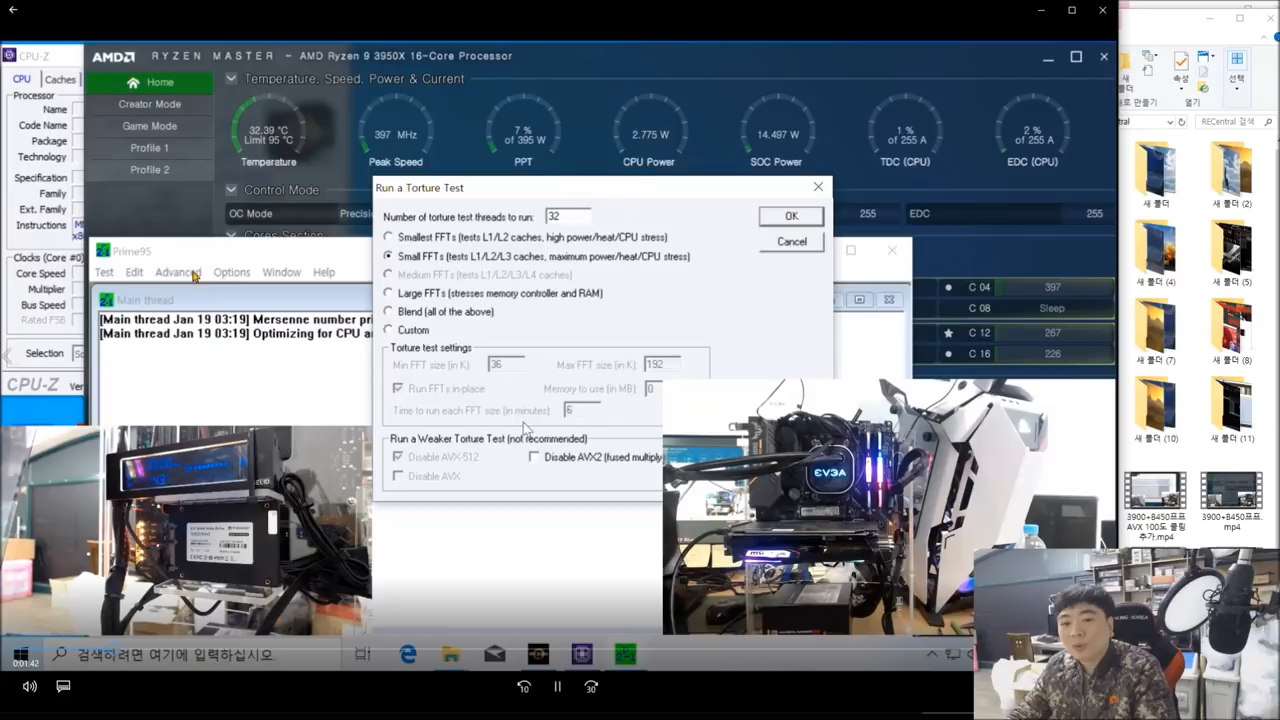 CPU-Z
AMD RYZEN MASTER – AMD Ryzen 9 3950X 16-Core Processor
CPU
Caches
Processor
Name
Code Name
Package
Technology
Specification
Family
Ext. Family
Instructions
Clocks (Core #0)
Core Speed
Multiplier
Bus Speed
Rated FSB
Selection
CPU-Z
Home
Creator Mode
Game Mode
Profile 1
Profile 2
Temperature, Speed, Power & Current
32.39 °C
Limit 95 °C
Temperature
397 MHz
Peak Speed
7 %
of 395 W
PPT
2.775 W
CPU Power
14.497 W
SOC Power
1 %
of 255 A
TDC (CPU)
2 %
of 255 A
EDC (CPU)
Control Mode
OC Mode
255
EDC
255
C 04
397
C 08
Sleep
C 12
267
C 16
226
Prime95
Test
Edit
Advanced
Options
Window
Help
Main thread
[Main thread Jan 19 03:19]
[Main thread Jan 19 03:19] Optimizing for CPU
Run a Torture Test
Number of torture test threads to run:
32
OK
Cancel
Smallest FFTs (tests L1/L2 caches, high power/heat/CPU stress)
Small FFTs (tests L1/L2/L3 caches, maximum power/heat/CPU stress)
Medium FFTs (tests L1/L2/L3/L4 caches)
Large FFTs (stresses memory controller and RAM)
Blend (all of the above)
Custom
Torture test settings
Min FFT size (in K):
36
Max FFT size (in K):
192
Run FFTs in place
Memory to use (in MB):
0
Time to run each FFT size (in minutes):
6
Run a Weaker Torture Test (not recommended)
Disable AVX-512
Disable AVX2 (fused multiply
Disable AVX
EVGA
새
폴더
속성
선택
열기
RECentral 검색
새 폴더
새 폴더
(2)
새 폴더
(4)
새 폴더
(5)
새 폴더
(7)
새 폴더
(8)
새 폴더
(10)
새 폴더
(11)
3900+B450프프
AVX 100도 쿨링
추가.mp4
3900+B450프프.
mp4
0:01:42
검색하려면 여기에 입력하십시오.
10
30